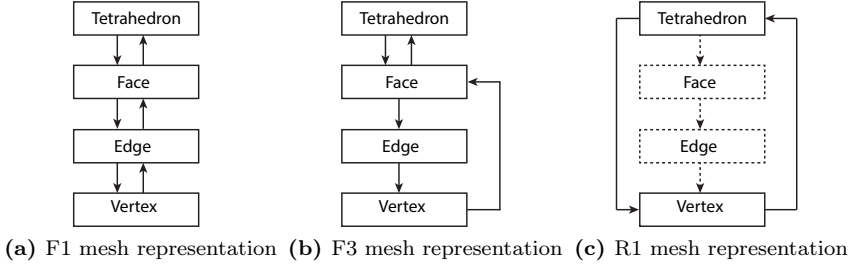 Tetrahedron Tetrahedron Tetrahedron
Face Face Face
Edge Edge Edge
Vertex Vertex Vertex
(a) F1 mesh representation (b) F3 mesh representation (c) R1 mesh representation